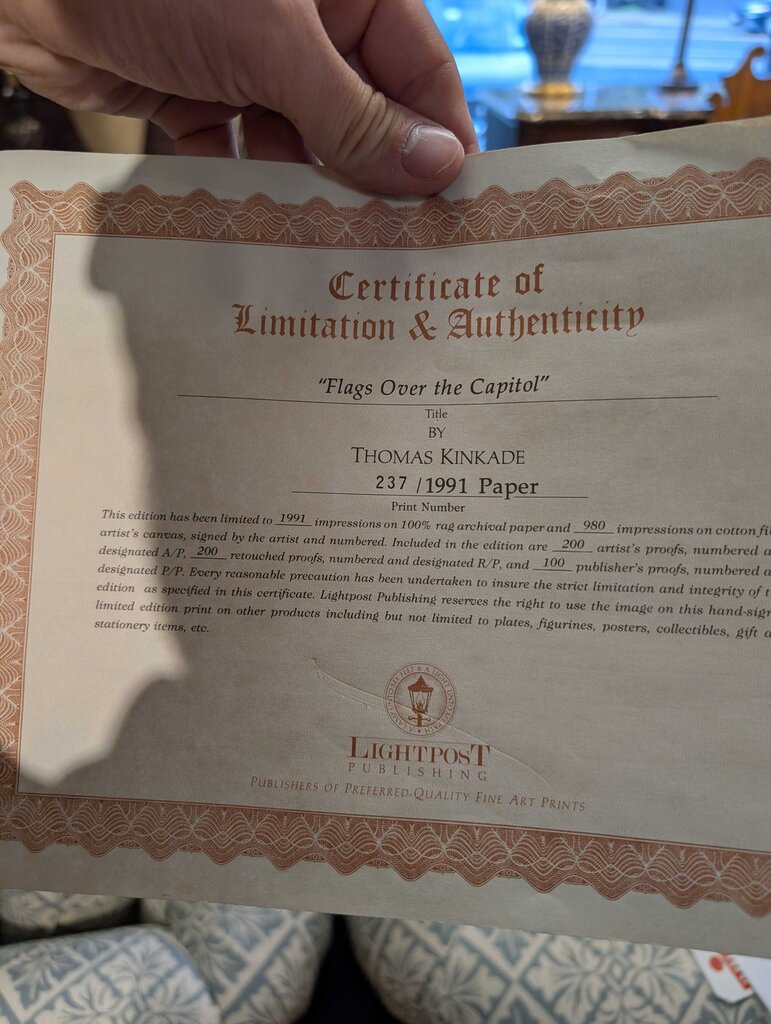 Certificate of
Limitation & Authenticity
"Flags Over the Capitol"
Title
BY
THOMAS KINKADE
237 / 1991 Paper
Print Number
This edition has been limited to 1991 impressions on 100% rag archival paper and 980 impressions on cotton
artist's canvas, signed by the artist and numbered. Included in the edition are 200 artist's proofs, numbered
designated A/P, 200 retouched proofs, numbered and designated R/P, and 100 publisher's proofs, numbered
designated P/P. Every reasonable precaution has been undertaken to insure the strict limitation and integrity of
edition as specified in this certificate. Lightpost Publishing reserves the right to use the image on this
limited edition print on other products including but not limited to plates, figurines, posters, collectibles, gift
stationery items, etc.
LIGHTPOST
PUBLISHING
PUBLISHERS OF PREFERRED-QUALITY FINE ART PRINTS